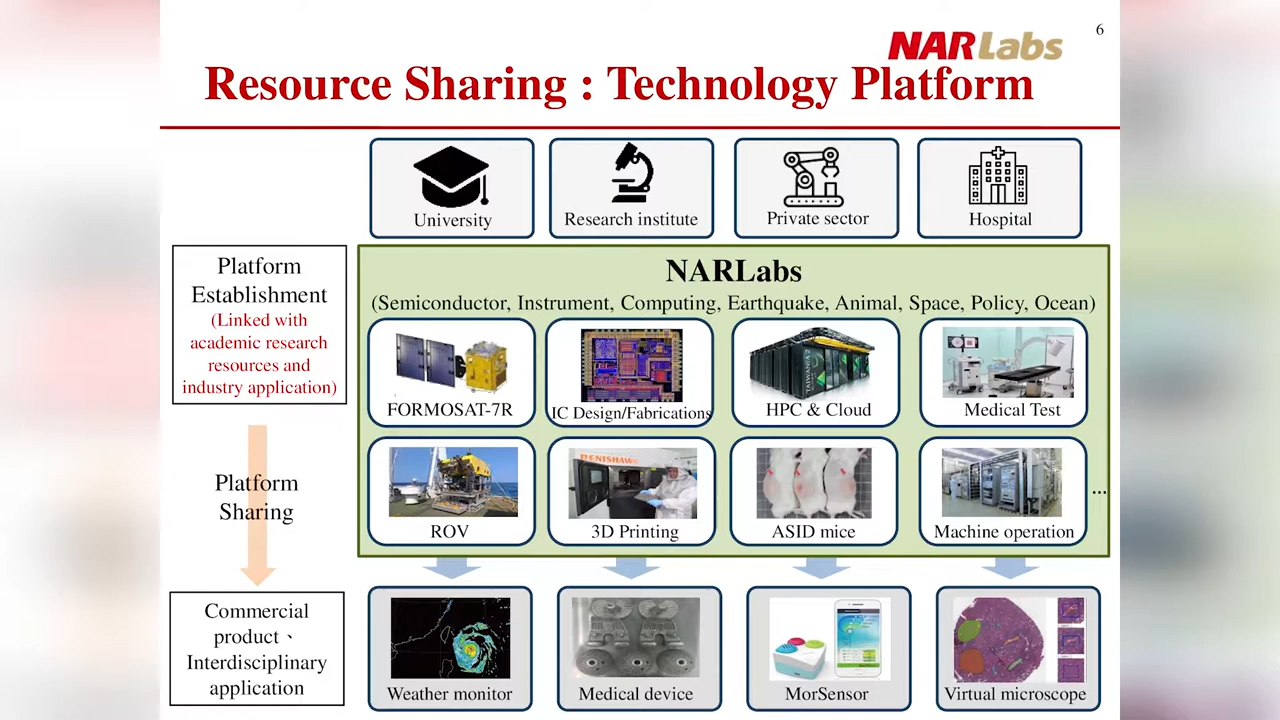 6
NARLabs
Resource Sharing : Technology Platform
University
Research institute
Private sector
Hospital
Platform
Establishment
(Linked with
academic research
resources and
industry application)
NARLabs
(Semiconductor, Instrument, Computing, Earthquake, Animal, Space, Policy, Ocean)
TAIWANIA 2
FORMOSAT-7R
IC Design/Fabrications
HPC & Cloud
Medical Test
Platform
Sharing
RENISHAW
ROV
3D Printing
ASID mice
Machine operation
...
Commercial
product、
Interdisciplinary
application
Weather monitor
Medical device
MorSensor
Virtual microscope